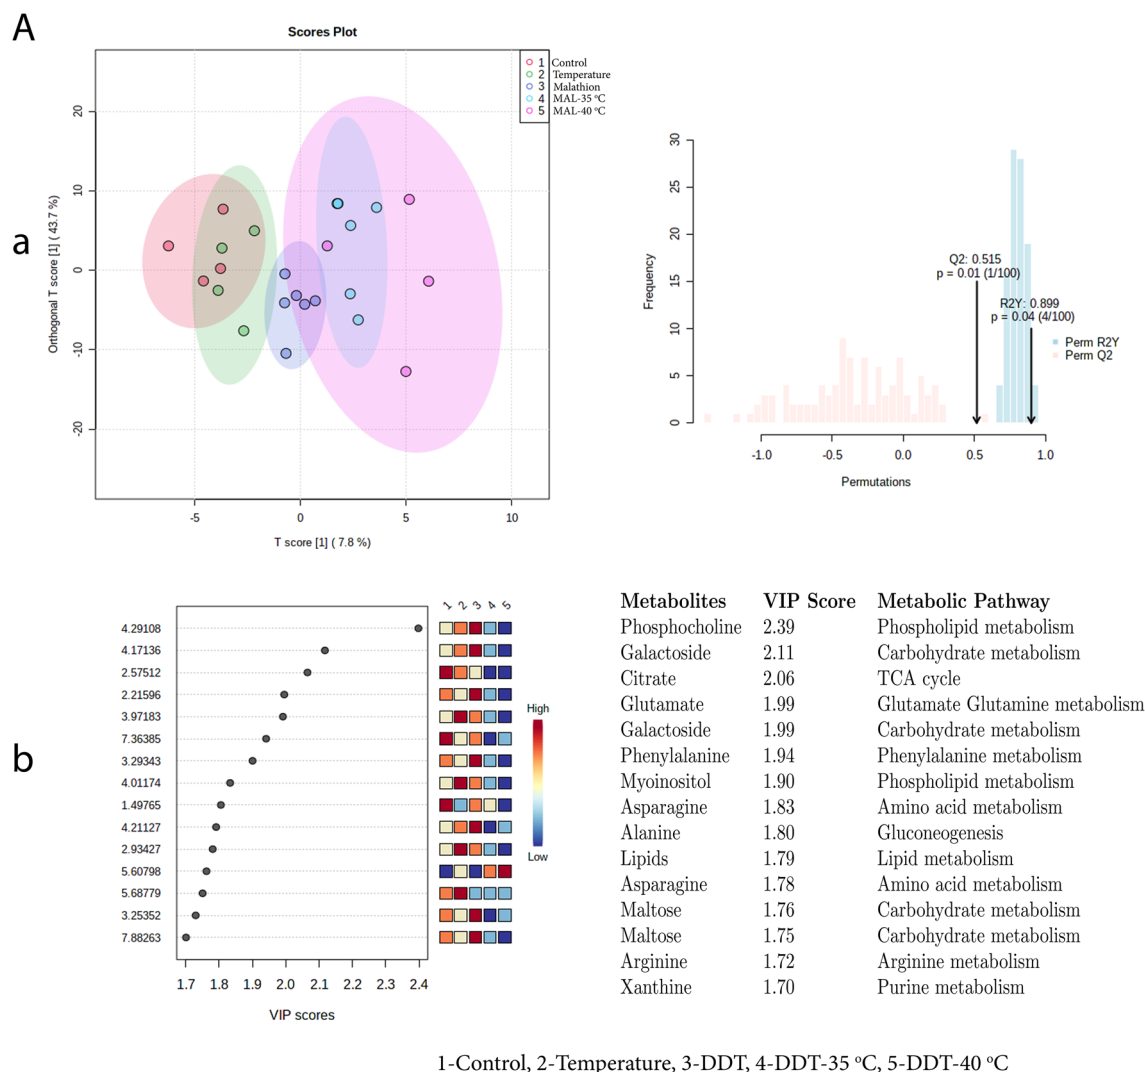 A
Scores Plot
1 Control
2 Temperature
3 Malathion
4 MAL-35 °C
5 MAL-40 °C
a
Orthogonal T score [1] ( 43.7 %)
20
10
0
-10
-20
-5 0 5 10
T score [1] ( 7.8 %)
Frequency
30
25
20
15
10
5
0
Q2: 0.515
p = 0.01 (1/100)
R2Y: 0.899
p = 0.04 (4/100)
Perm R2Y
Perm Q2
-1.0 -0.5 0.0 0.5 1.0
Permutations
b
1 2 3 4 5
4.29108
4.17136
2.57512
2.21596
3.97183
7.36385
3.29343
4.01174
1.49765
4.21127
2.93427
5.60798
5.68779
3.25352
7.88263
1.7 1.8 1.9 2.0 2.1 2.2 2.3 2.4
VIP scores
High
Low
Metabolites VIP Score Metabolic Pathway
Phosphocholine 2.39 Phospholipid metabolism
Galactoside 2.11 Carbohydrate metabolism
Citrate 2.06 TCA cycle
Glutamate 1.99 Glutamate Glutamine metabolism
Galactoside 1.99 Carbohydrate metabolism
Phenylalanine 1.94 Phenylalanine metabolism
Myoinositol 1.90 Phospholipid metabolism
Asparagine 1.83 Amino acid metabolism
Alanine 1.80 Gluconeogenesis
Lipids 1.79 Lipid metabolism
Asparagine 1.78 Amino acid metabolism
Maltose 1.76 Carbohydrate metabolism
Maltose 1.75 Carbohydrate metabolism
Arginine 1.72 Arginine metabolism
Xanthine 1.70 Purine metabolism
1-Control, 2-Temperature, 3-DDT, 4-DDT-35 °C, 5-DDT-40 °C